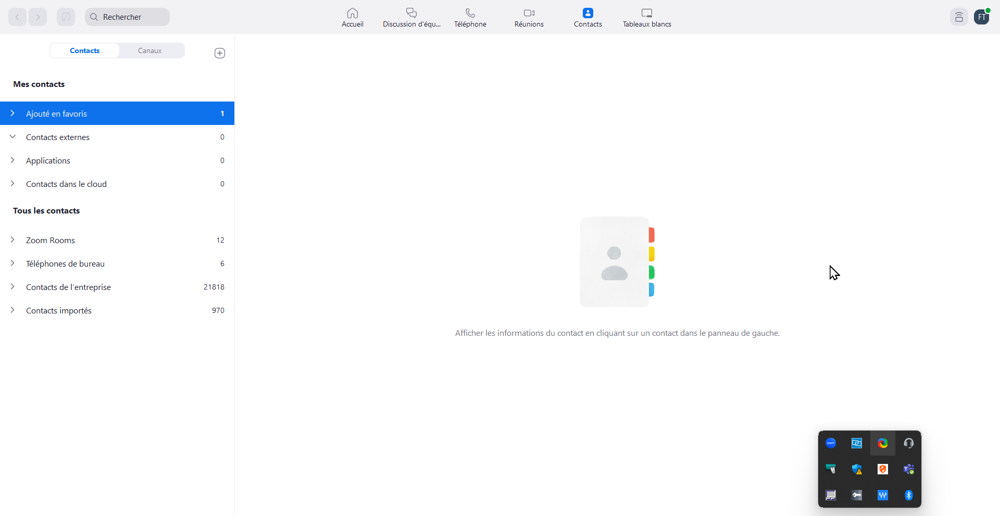 Rechercher
Accueil
Discussion d'équ...
Téléphone
Réunions
Contacts
Tableaux blancs
FT
Contacts
Canaux
Mes contacts
Ajouté en favoris 1
Contacts externes 0
Applications 0
Contacts dans le cloud 0
Tous les contacts
Zoom Rooms 12
Téléphones de bureau 6
Contacts de l'entreprise 21818
Contacts importés 970
Afficher les informations du contact en cliquant sur un contact dans le panneau de gauche.
zoom
T